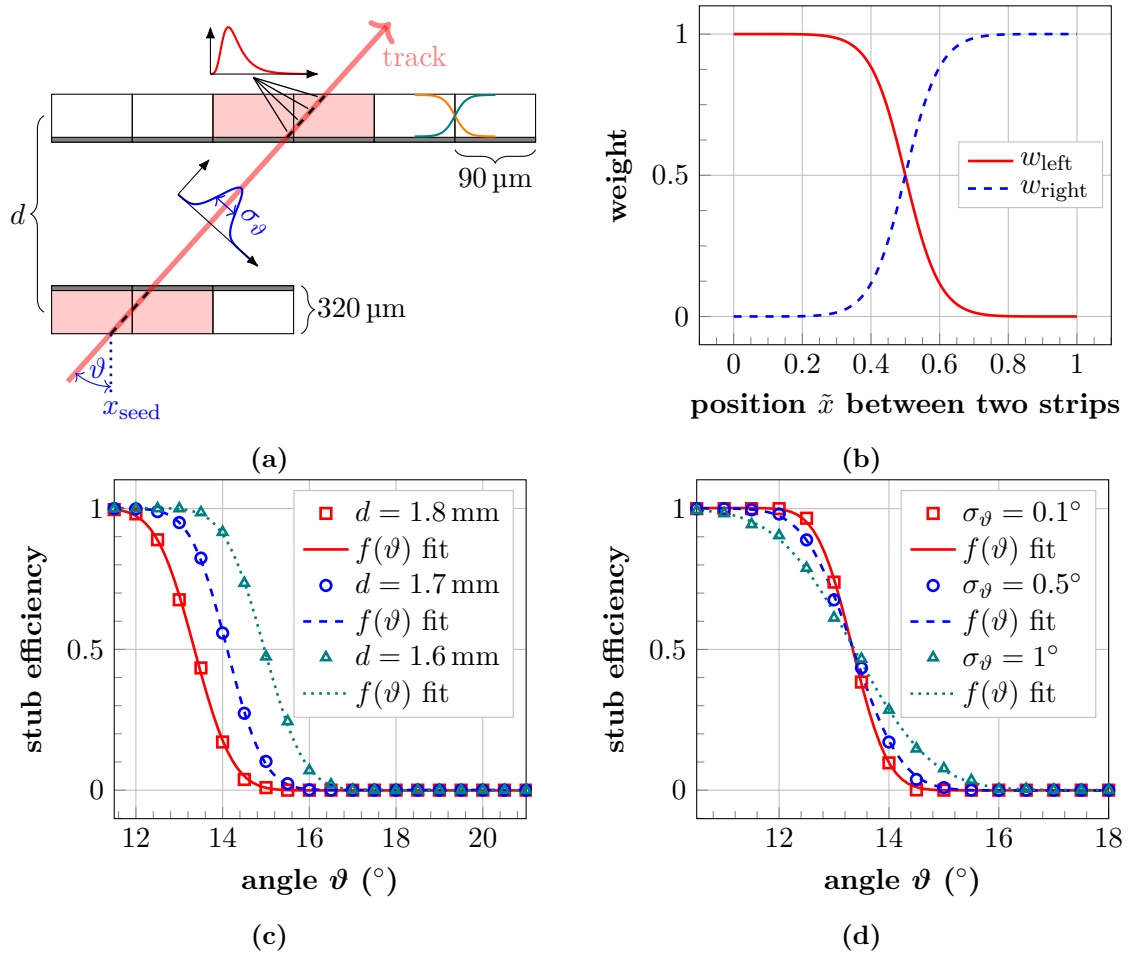 track
90 µm
d
σϑ
320 µm
ϑ
xseed
(a)
1
0.5
0
weight
wleft
wright
0 0.2 0.4 0.6 0.8 1
position x̃ between two strips
(b)
1
0.5
0
stub efficiency
d = 1.8 mm
f(ϑ) fit
d = 1.7 mm
f(ϑ) fit
d = 1.6 mm
f(ϑ) fit
12 14 16 18 20
angle ϑ (°)
(c)
1
0.5
0
stub efficiency
σϑ = 0.1°
f(ϑ) fit
σϑ = 0.5°
f(ϑ) fit
σϑ = 1°
f(ϑ) fit
12 14 16 18
angle ϑ (°)
(d)